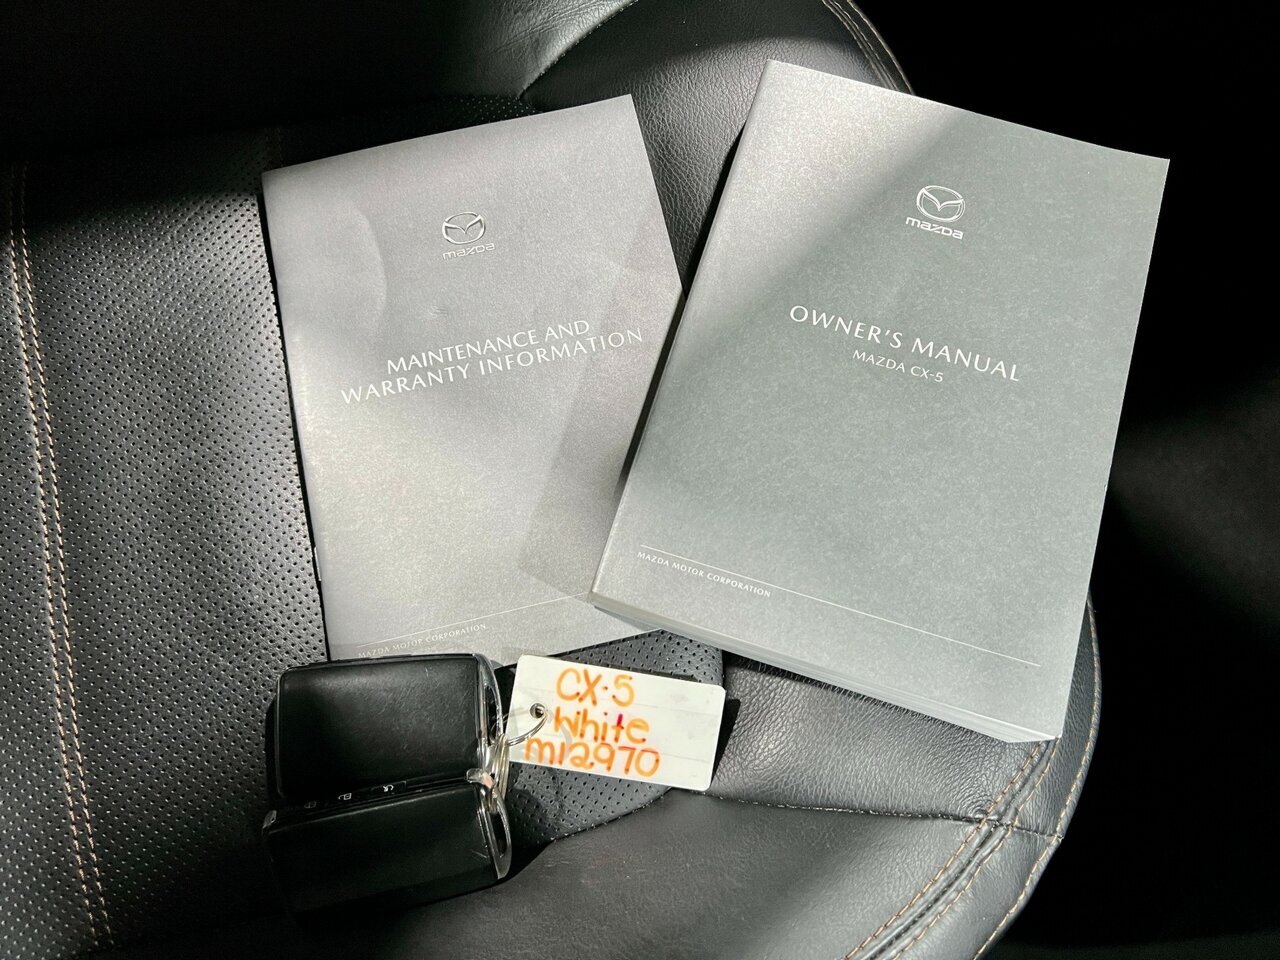 mazda
MAINTENANCE AND
WARRANTY INFORMATION
MAZDA MOTOR CORPORATION
mazda
OWNER'S MANUAL
MAZDA CX-5
MAZDA MOTOR CORPORATION
CX-5
White
m12970